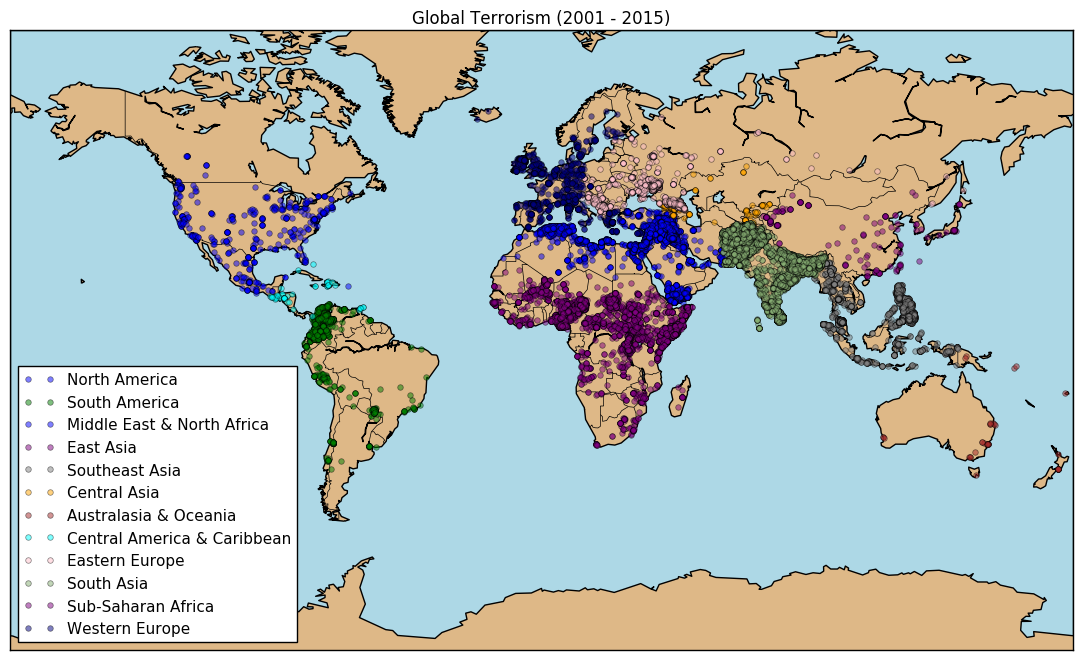 Global Terrorism (2001 - 2015)
North America
South America
Middle East & North Africa
East Asia
Southeast Asia
Central Asia
Australasia & Oceania
Central America & Caribbean
Eastern Europe
South Asia
Sub-Saharan Africa
Western Europe